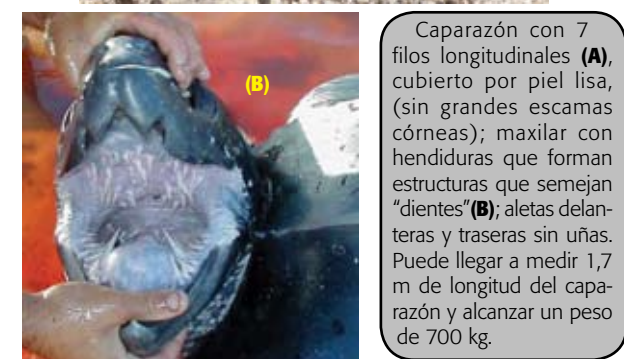 (B)
Caparazón con 7
filos longitudinales (A),
cubierto por piel lisa,
(sin grandes escamas
córneas); maxilar con
hendiduras que forman
estructuras que semejan
"dientes"(B); aletas delan-
teras y traseras sin uñas.
Puede llegar a medir 1,7
m de longitud del capa-
razón y alcanzar un peso
de 700 kg.